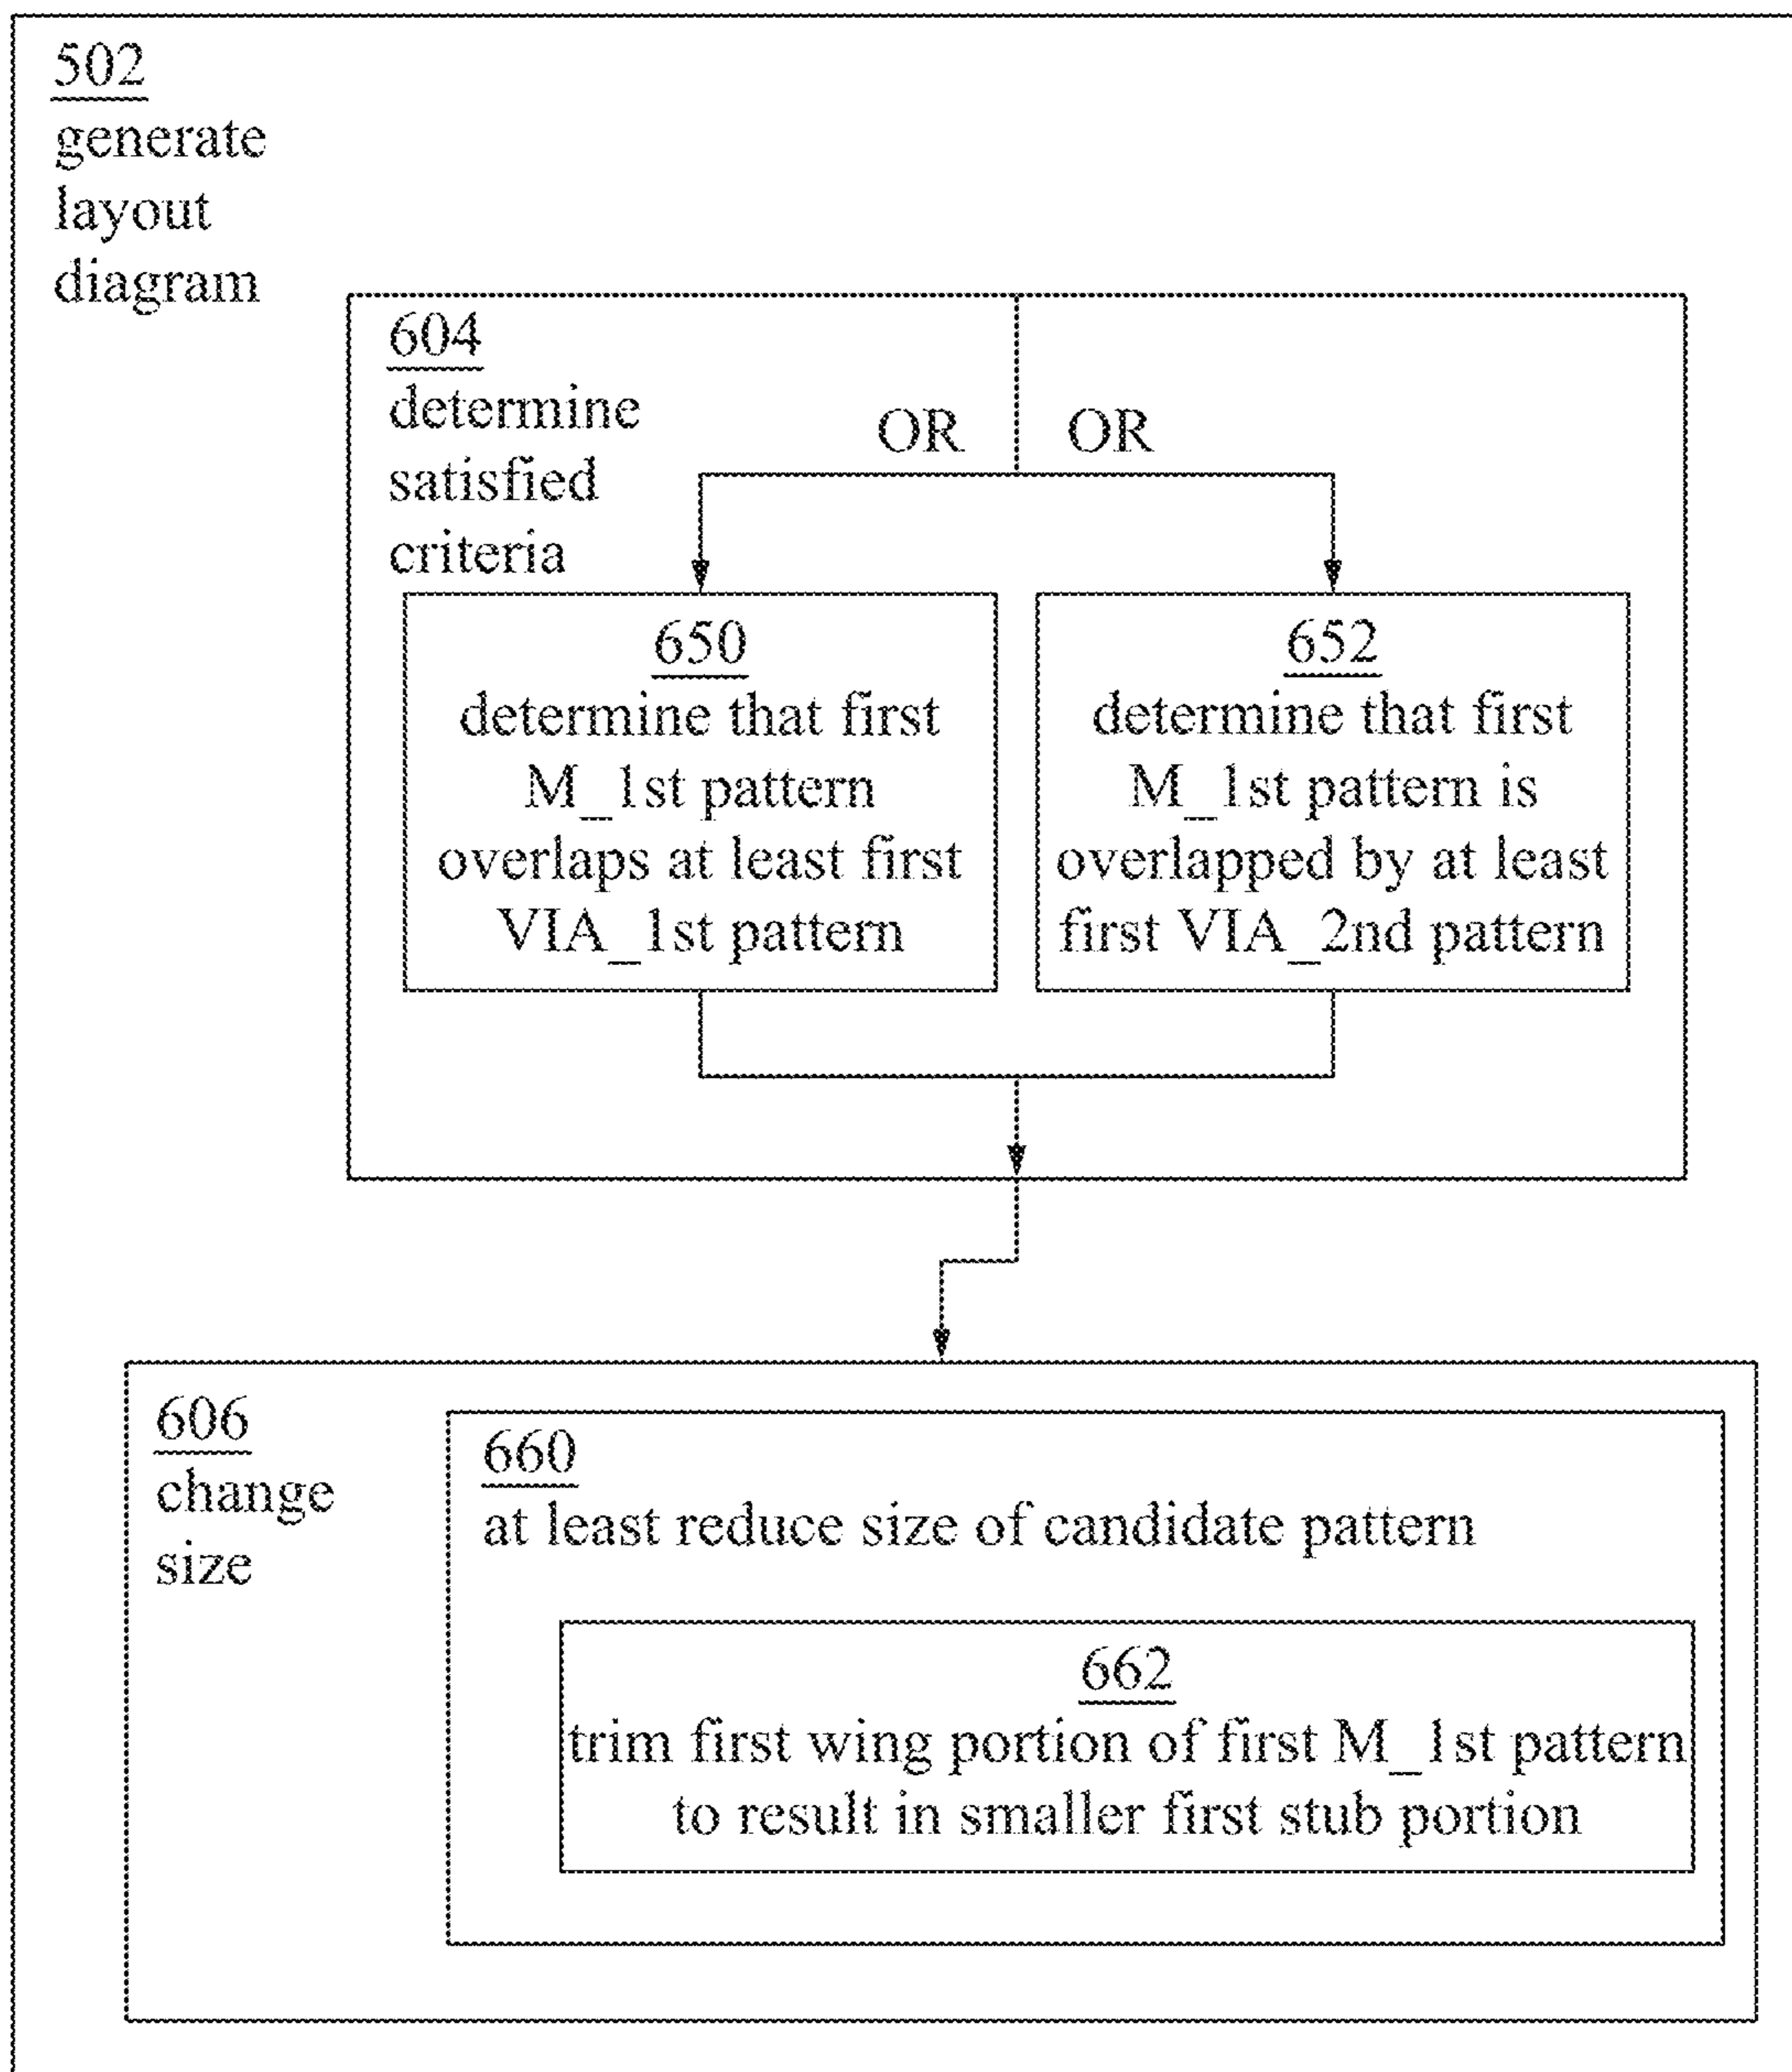 502
generate
layout
diagram
604
determine
satisfied
criteria
OR
OR
650
determine that first
M_1st pattern
overlaps at least first
VIA_1st pattern
652
determine that first
M_1st pattern is
overlapped by at least
first VIA_2nd pattern
606
change
size
660
at least reduce size of candidate pattern
662
trim first wing portion of first M_1st pattern
to result in smaller first stub portion